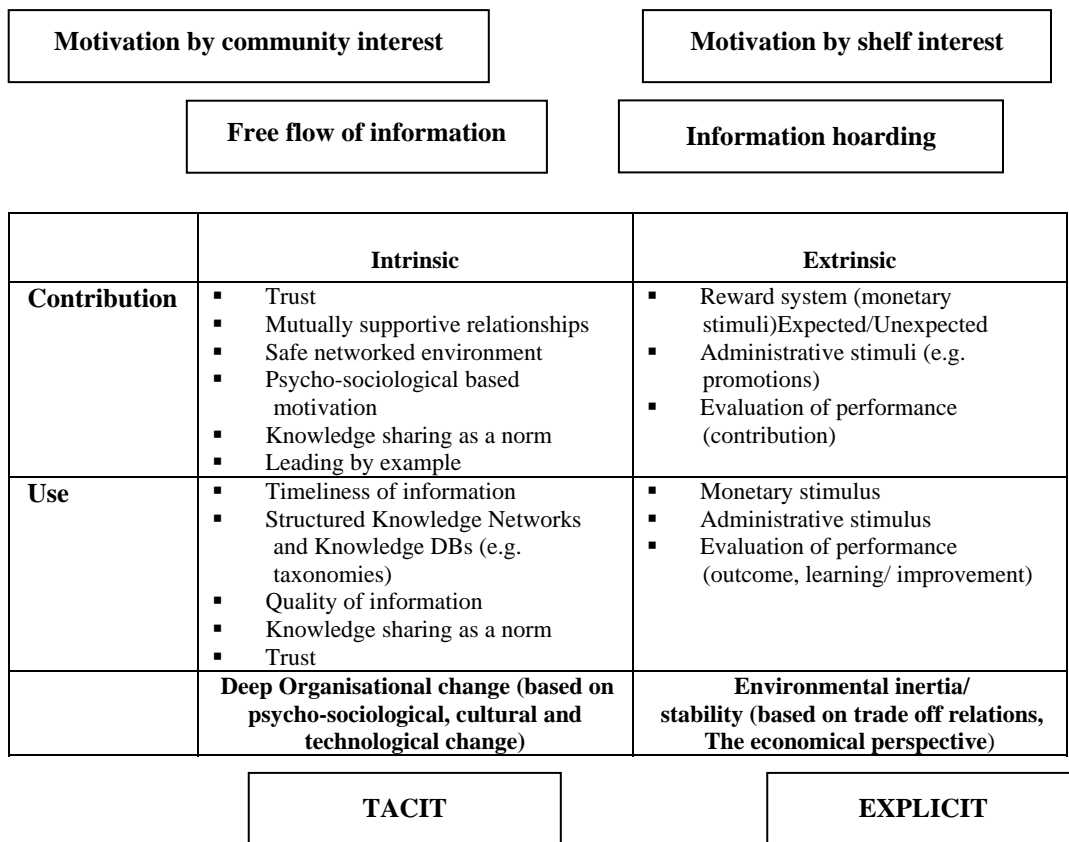 Motivation by community interest
Motivation by shelf interest
Free flow of information
Information hoarding
Intrinsic
Extrinsic
Contribution
▪ Trust
▪ Mutually supportive relationships
▪ Safe networked environment
▪ Psycho-sociological based
motivation
▪ Knowledge sharing as a norm
▪ Leading by example
▪ Reward system (monetary
stimuli)Expected/Unexpected
▪ Administrative stimuli (e.g.
promotions)
▪ Evaluation of performance
(contribution)
Use
▪ Timeliness of information
▪ Structured Knowledge Networks
and Knowledge DBs (e.g.
taxonomies)
▪ Quality of information
▪ Knowledge sharing as a norm
▪ Trust
▪ Monetary stimulus
▪ Administrative stimulus
▪ Evaluation of performance
(outcome, learning/ improvement)
Deep Organisational change (based on
psycho-sociological, cultural and
technological change)
Environmental inertia/
stability (based on trade off relations,
The economical perspective)
TACIT
EXPLICIT